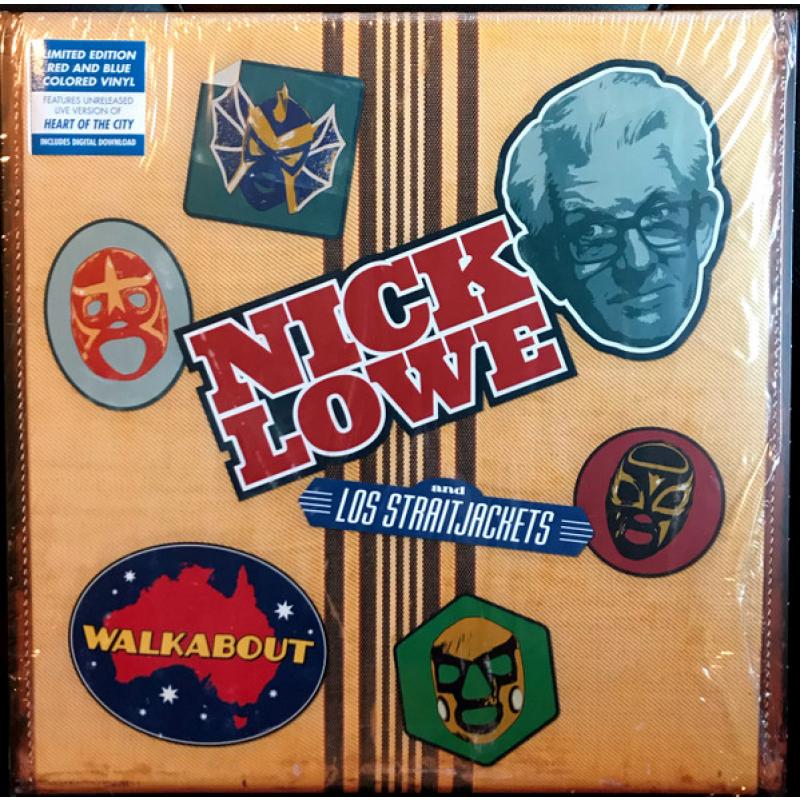 LIMITED EDITION
RED AND BLUE
COLORED VINYL
FEATURES UNRELEASED
LIVE VERSION OF
HEART OF THE CITY
INCLUDES DIGITAL DOWNLOAD
NICK
LOWE
and
LOS STRAITJACKETS
WALKABOUT